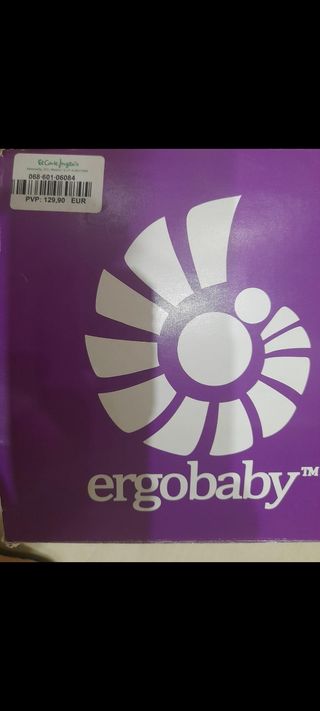 El Corte Inglés
068-601-06084
PVP: 129,90 EUR
ergobaby™